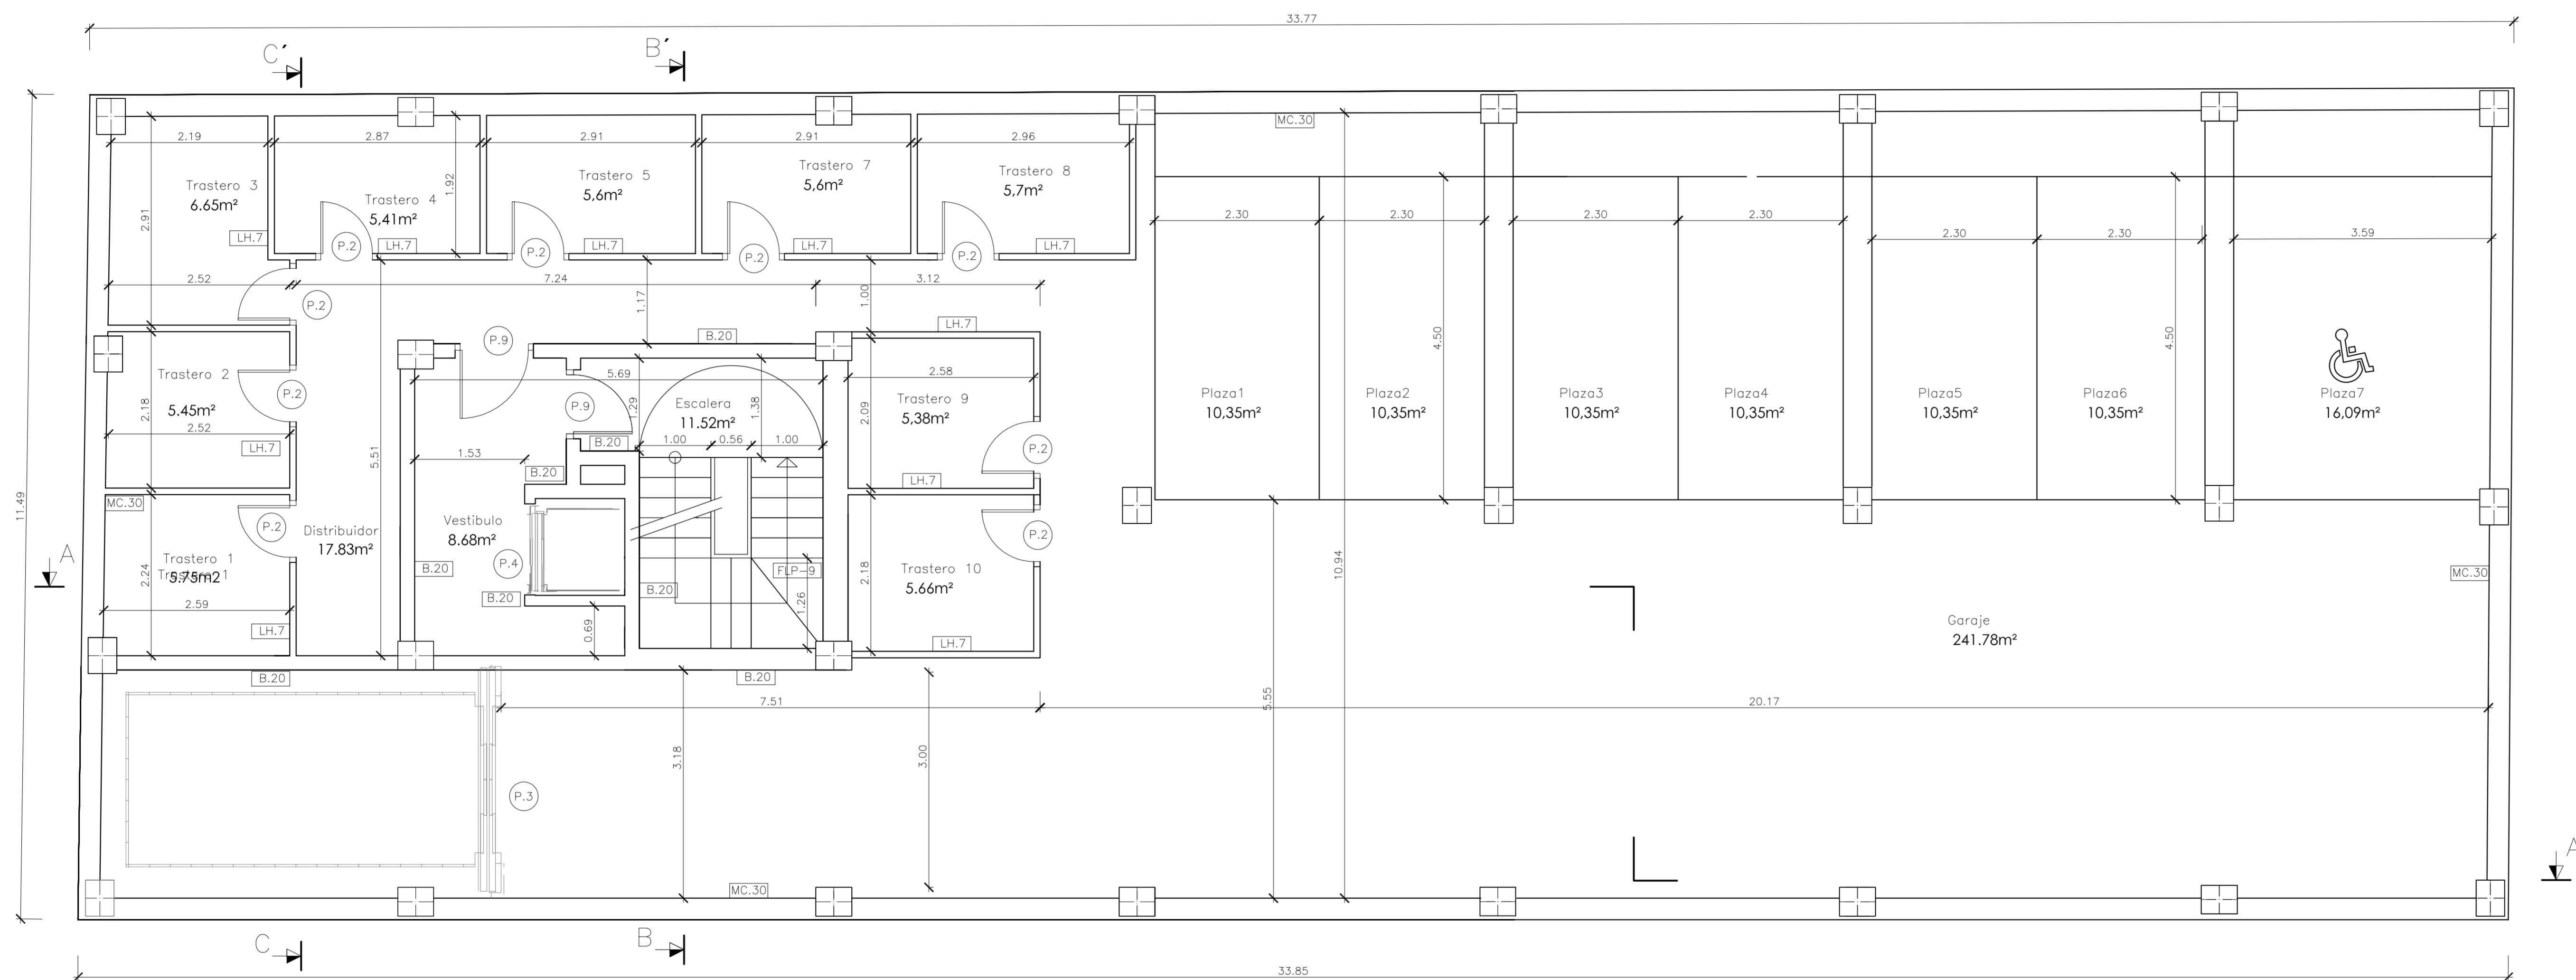 33.77
C´
B´
MC.30
2.19
2.87
2.91
2.91
2.96
Trastero 3
6.65m²
Trastero 4
5,41m²
1.92
Trastero 5
5,6m²
Trastero 7
5,6m²
Trastero 8
5,7m²
2.91
LH.7
P.2
LH.7
P.2
LH.7
P.2
LH.7
P.2
LH.7
2.30
2.30
2.30
2.30
2.30
2.30
3.59
2.52
7.24
3.12
P.2
1.17
1.00
P.9
B.20
LH.7
4.50
4.50
Trastero 2
5.45m²
2.18
2.52
P.2
LH.7
5.69
P.9
1.29
Escalera
11.52m²
1.38
1.00
0.56
1.00
B.20
2.58
Trastero 9
5,38m²
2.09
P.2
LH.7
Plaza1
10,35m²
Plaza2
10,35m²
Plaza3
10,35m²
Plaza4
10,35m²
Plaza5
10,35m²
Plaza6
10,35m²
Plaza7
16,09m²
5.51
1.53
B.20
11.49
MC.30
P.2
Distribuidor
17.83m²
Vestibulo
8.68m²
P.4
B.20
B.20
B.20
FLP-9
1.26
0.69
A
Trastero 1
5.75m2
Trastero 1
2.24
2.59
LH.7
P.2
Trastero 10
5.66m²
2.18
LH.7
10.94
MC.30
Garaje
241.78m²
B.20
B.20
7.51
20.17
5.55
3.18
3.00
P.3
MC.30
A
C
B
33.85